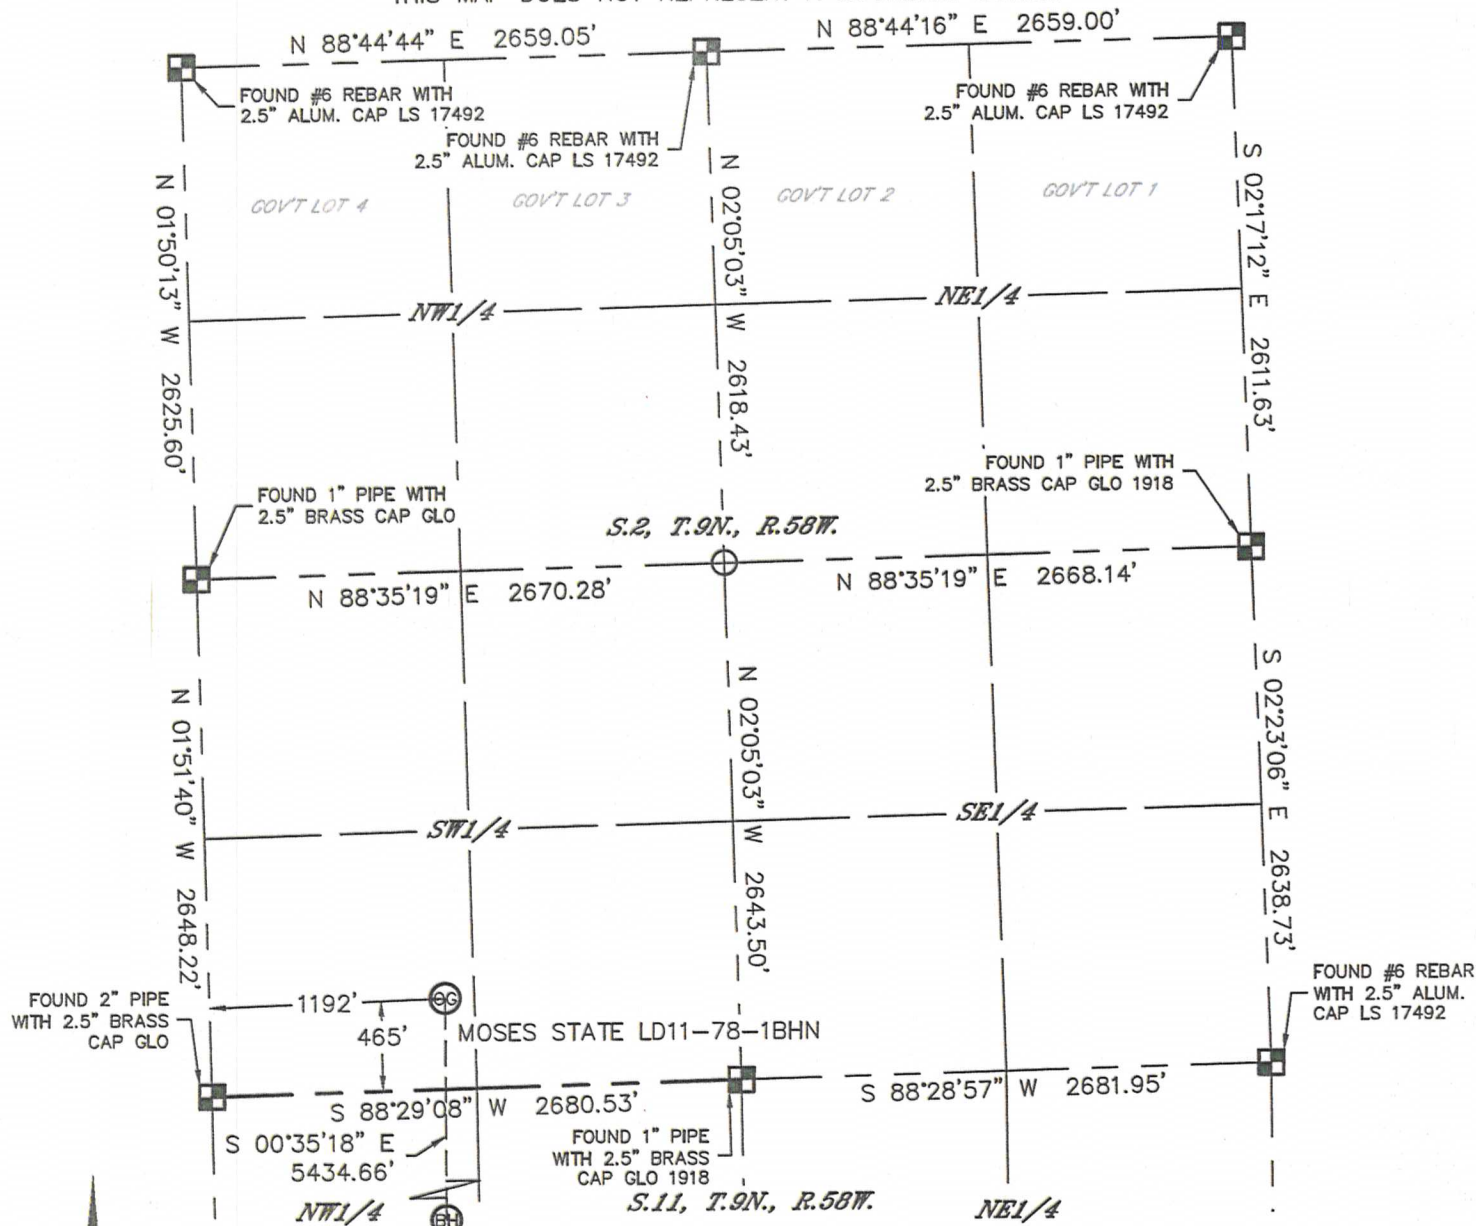 N 88°44'44" E 2659.05'
N 88°44'16" E 2659.00'
FOUND #6 REBAR WITH
2.5" ALUM. CAP LS 17492
FOUND #6 REBAR WITH
2.5" ALUM. CAP LS 17492
FOUND #6 REBAR WITH
2.5" ALUM. CAP LS 17492
N 01°50'13" W 2625.60'
GOV'T LOT 4
GOV'T LOT 3
N 02°05'03" W 2618.43'
GOV'T LOT 2
GOV'T LOT 1
S 02°17'12" E 2611.63'
NW1/4
NE1/4
FOUND 1" PIPE WITH
2.5" BRASS CAP GLO
S.2, T.9N., R.58W.
FOUND 1" PIPE WITH
2.5" BRASS CAP GLO 1918
N 88°35'19" E 2670.28'
N 88°35'19" E 2668.14'
N 01°51'40" W 2648.22'
N 02°05'03" W 2643.50'
S 02°23'06" E 2638.73'
SW1/4
SE1/4
FOUND 2" PIPE
WITH 2.5" BRASS
CAP GLO
1192'
OG
465'
MOSES STATE LD11-78-1BHN
FOUND #6 REBAR
WITH 2.5" ALUM.
CAP LS 17492
S 88°29'08" W 2680.53'
S 88°28'57" W 2681.95'
S 00°35'18" E
5434.66'
FOUND 1" PIPE
WITH 2.5" BRASS
CAP GLO 1918
NW1/4
BH
S.11, T.9N., R.58W.
NE1/4